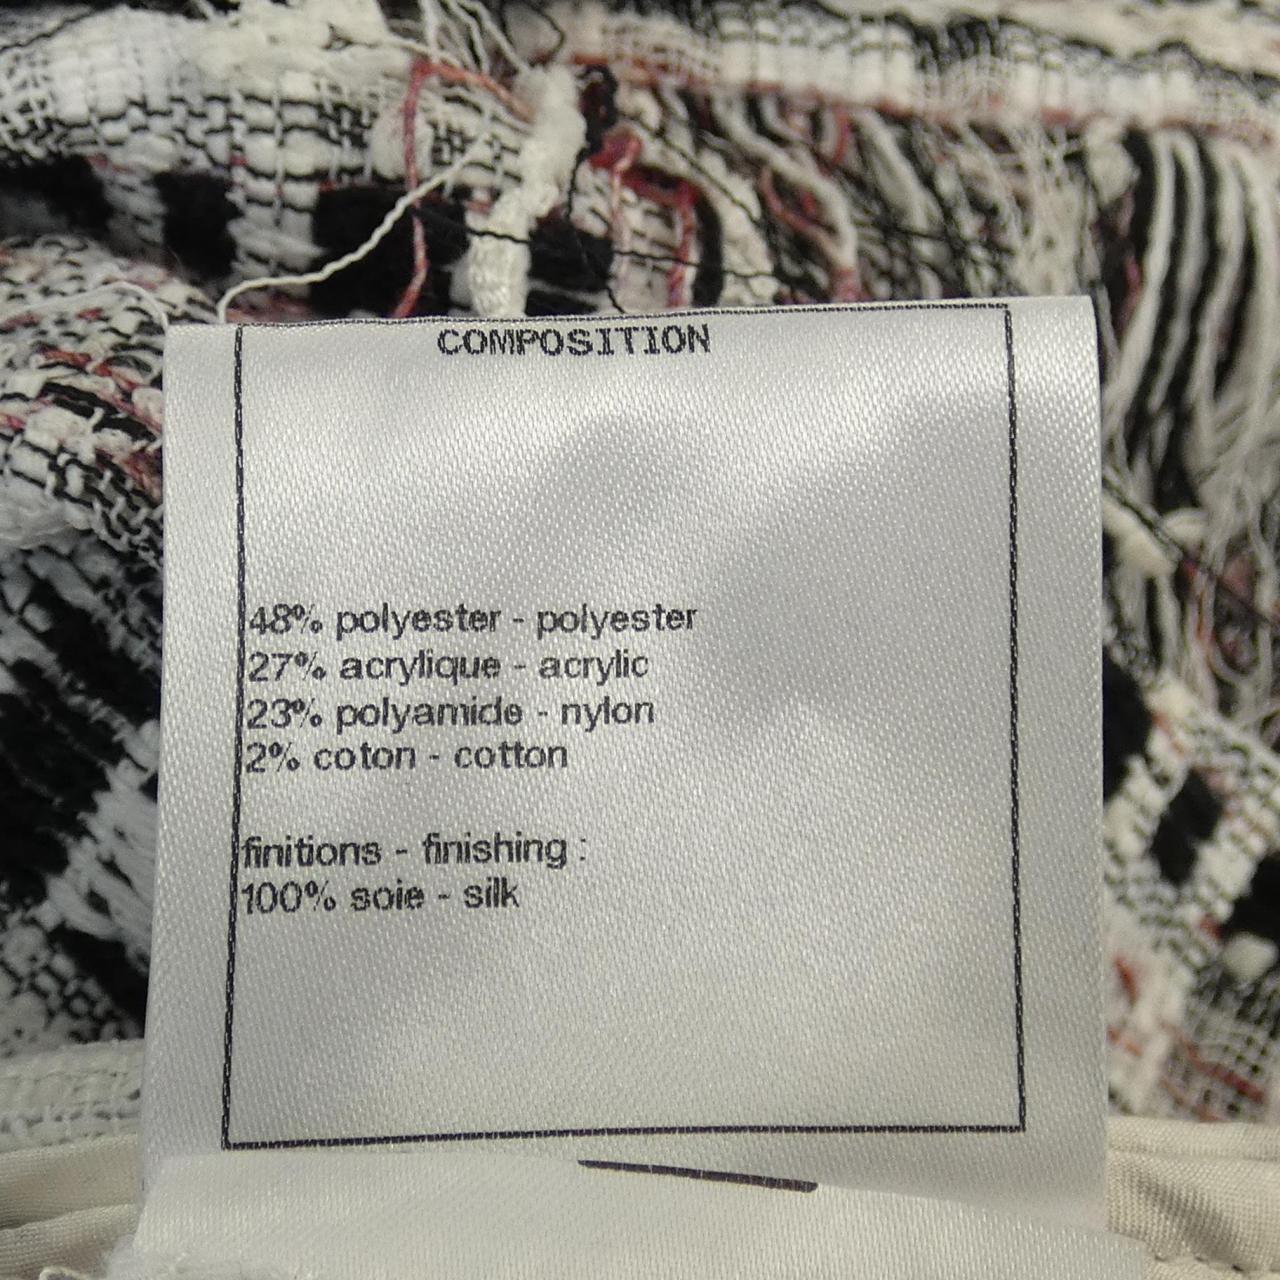 COMPOSITION
48% polyester - polyester
27% acrylique - acrylic
23% polyamide - nylon
2% coton - cotton
finitions - finishing :
100% soie - silk